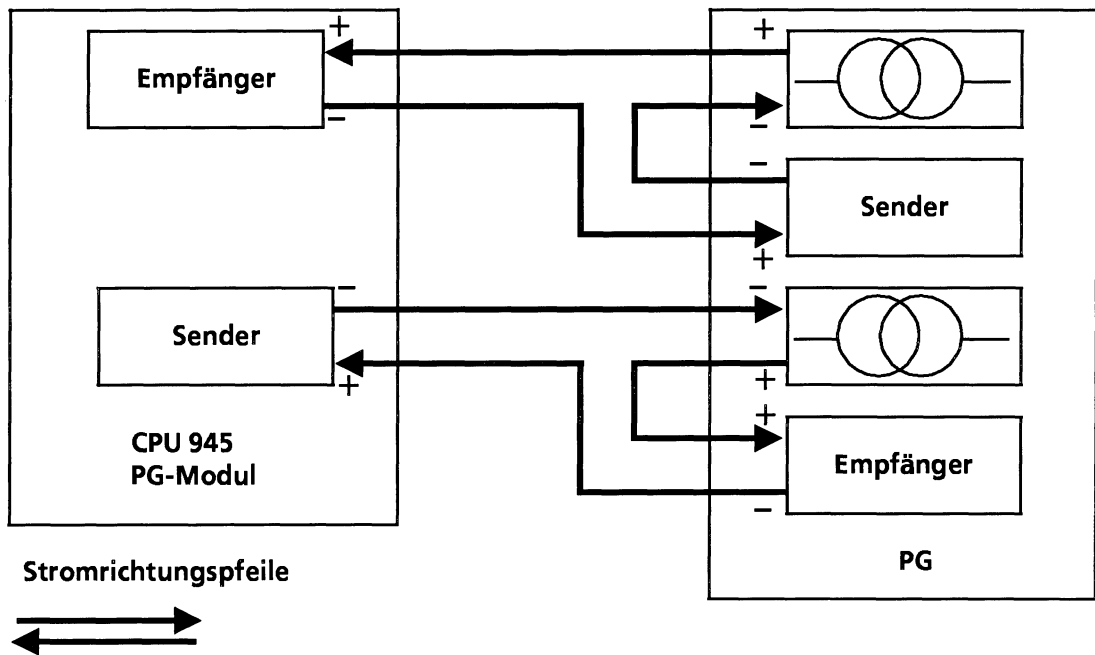 +
+
Empfänger
−
−
−
Sender
+
−
−
Sender
+
+
+
CPU 945
PG-Modul
Empfänger
−
PG
Stromrichtungspfeile